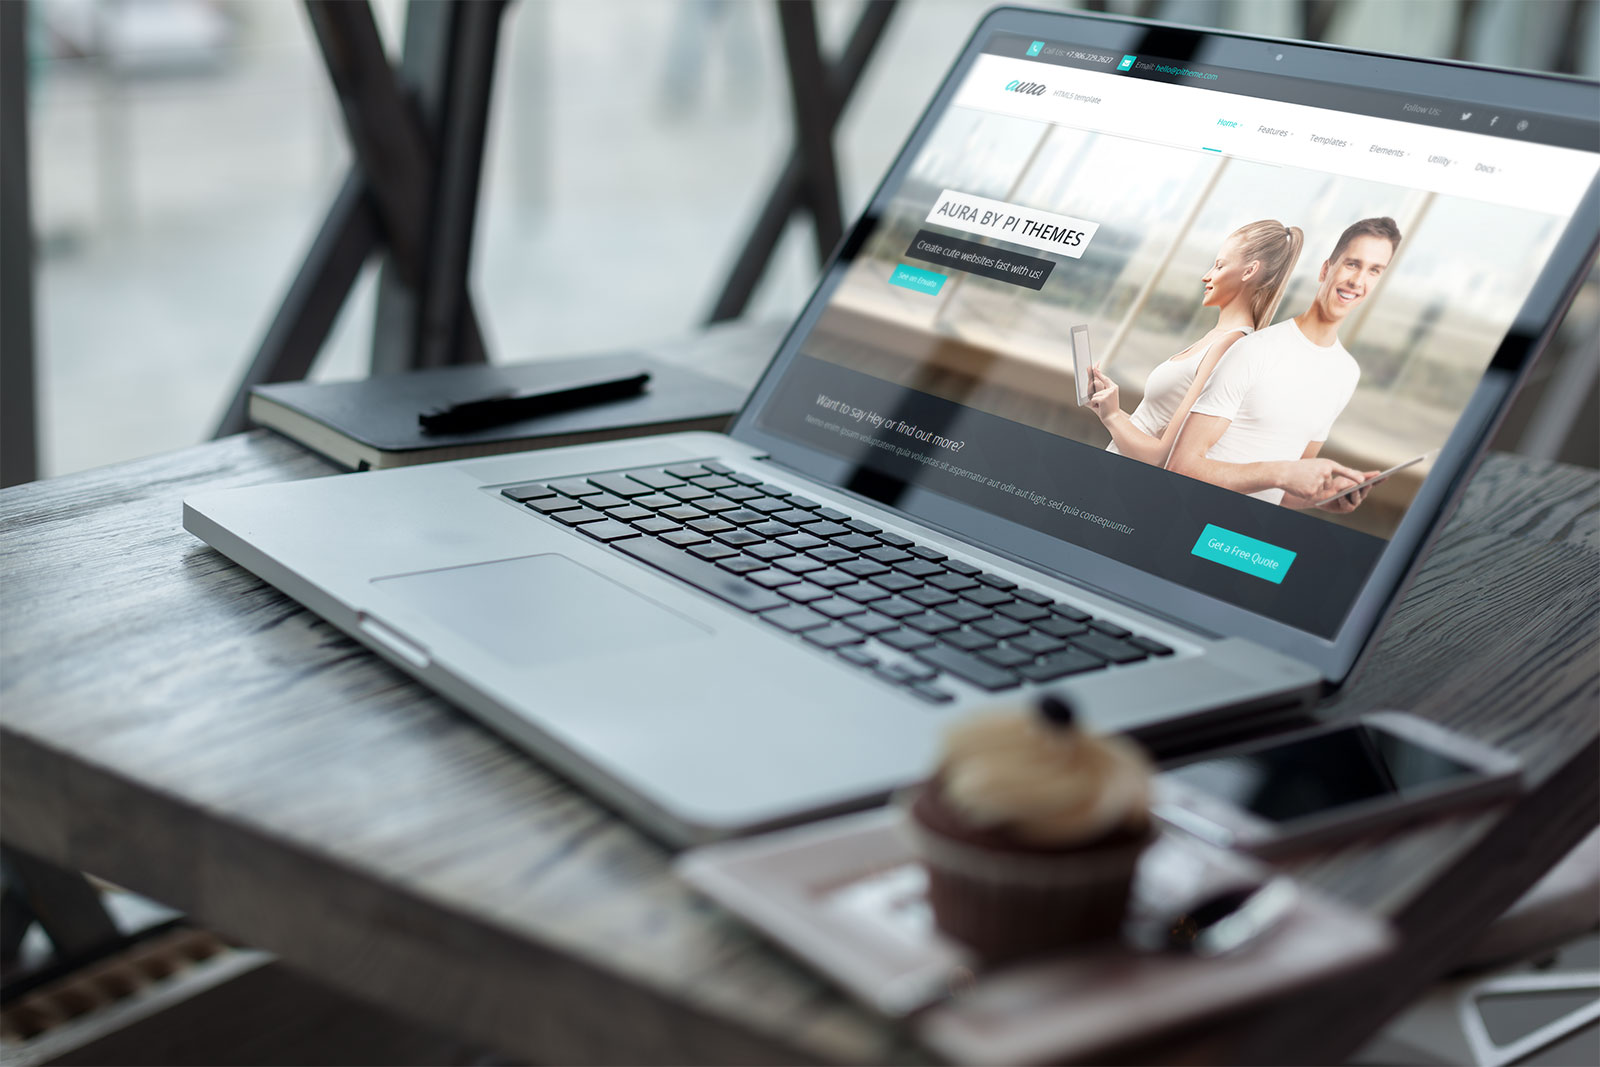 Call Us: +7.906.229.2627 Email: hello@pitheme.com Follow Us:
aura HTML5 template
Home Features Templates Elements Utility Docs
AURA BY PI THEMES
Create cute websites fast with us!
See on Envato
Want to say Hey or find out more?
Nemo enim ipsam voluptatem quia voluptas sit aspernatur aut odit aut fugit, sed quia consequuntur
Get a Free Quote